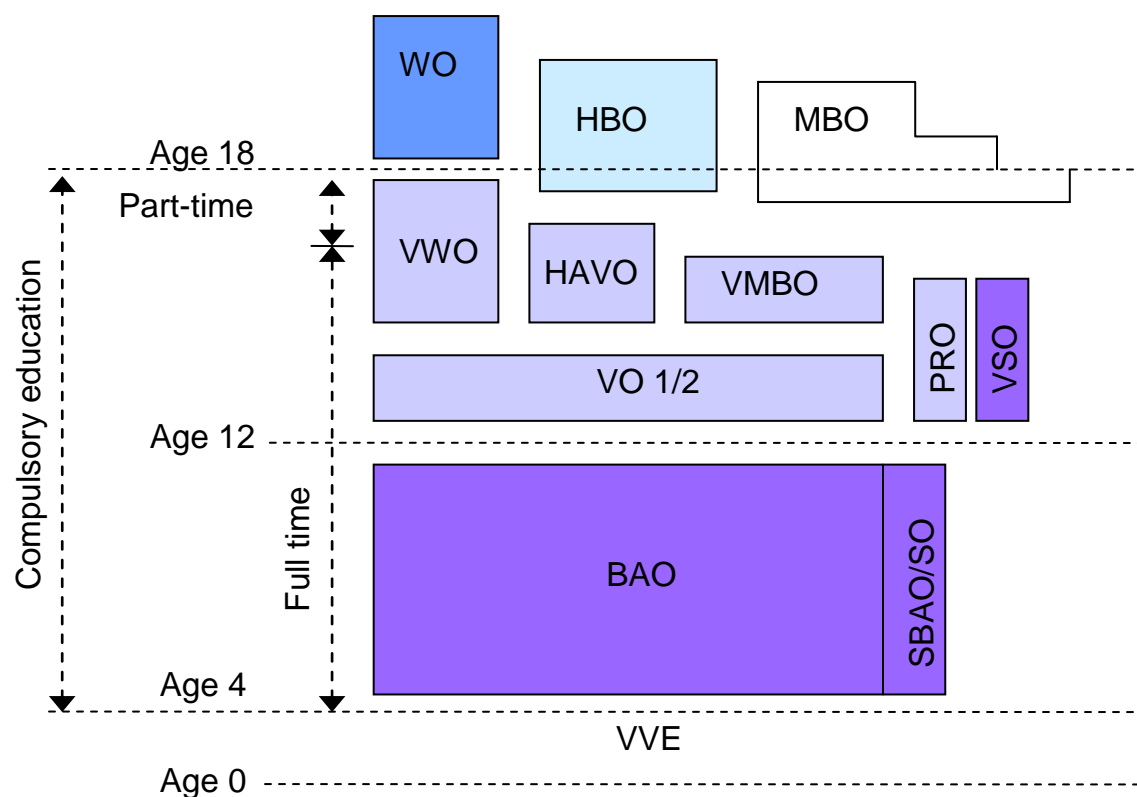 WO
HBO
MBO
Age 18
Part-time
VWO
HAVO
VMBO
PRO
VSO
VO 1/2
Age 12
Compulsory education
Full time
BAO
SBAO/SO
Age 4
VVE
Age 0